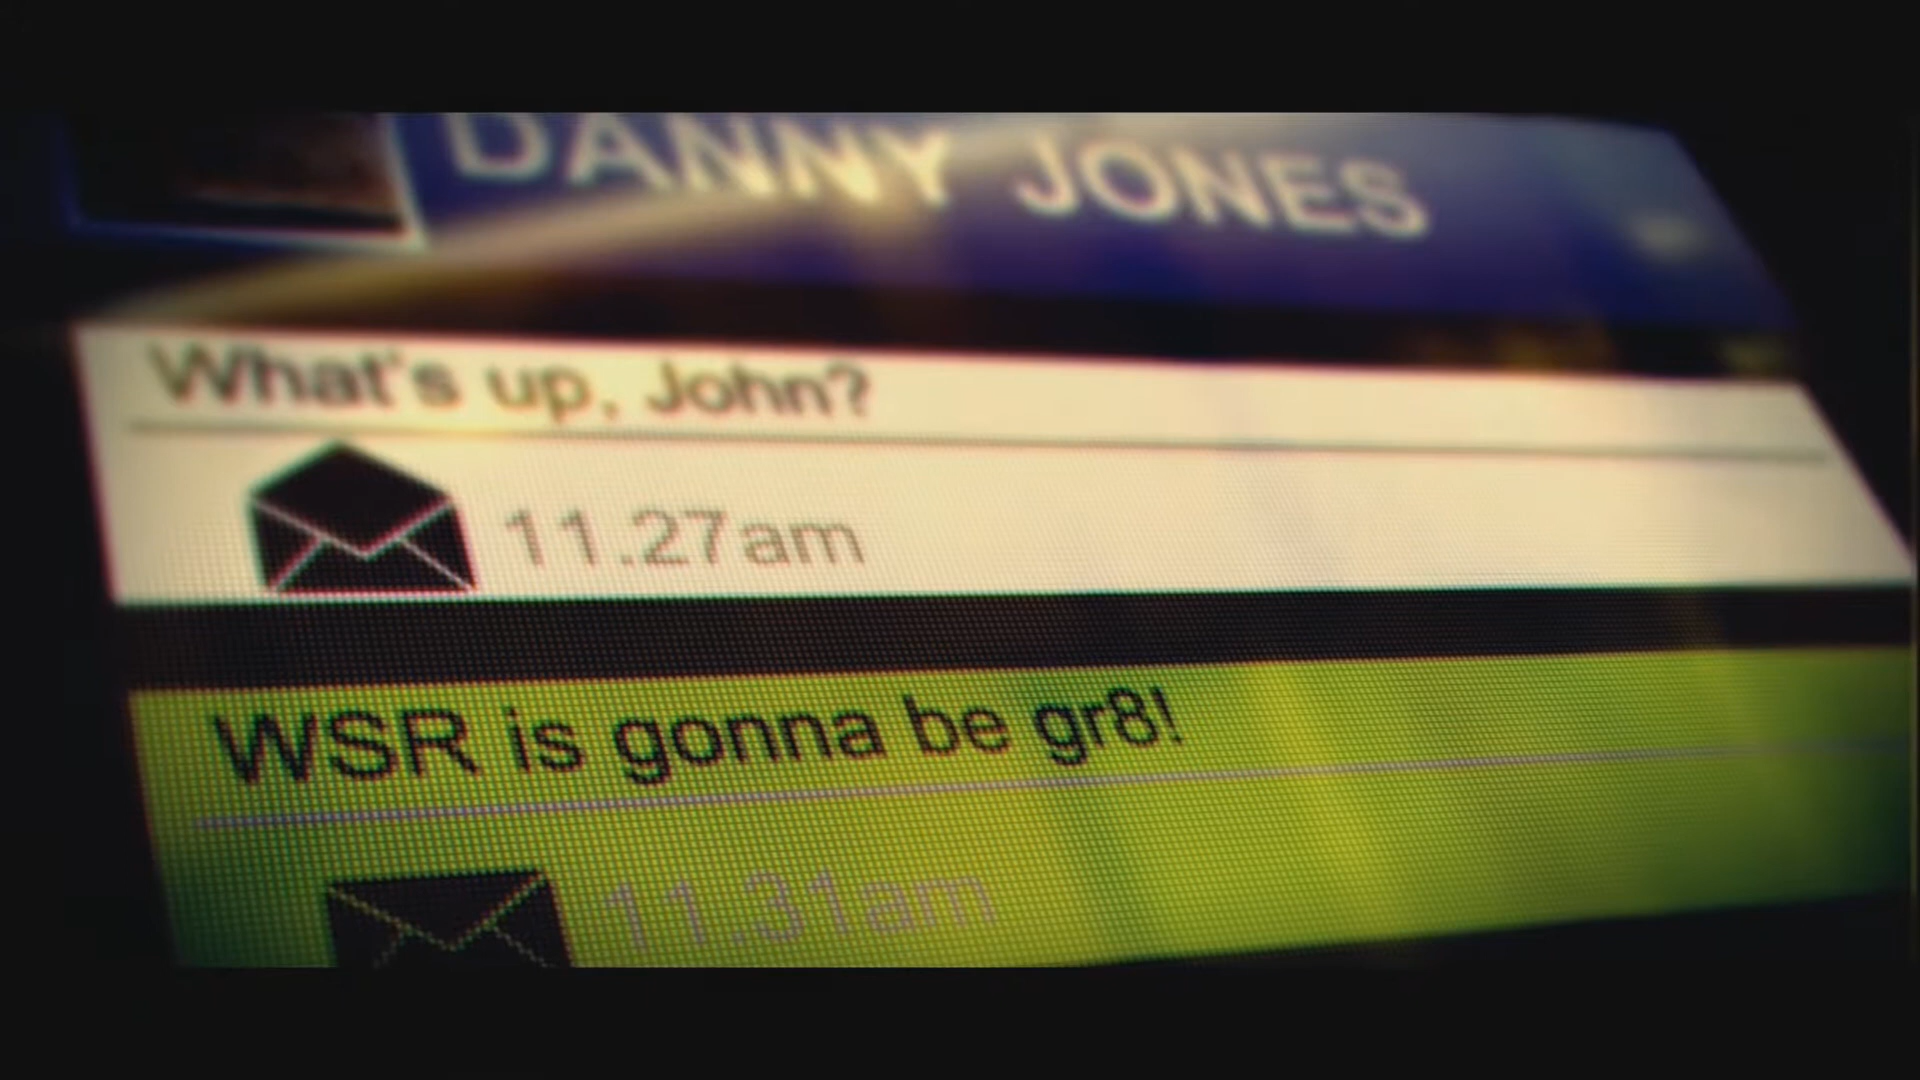 DANNY JONES
What's up, John?
11.27am
WSR is gonna be gr8!
11.31am